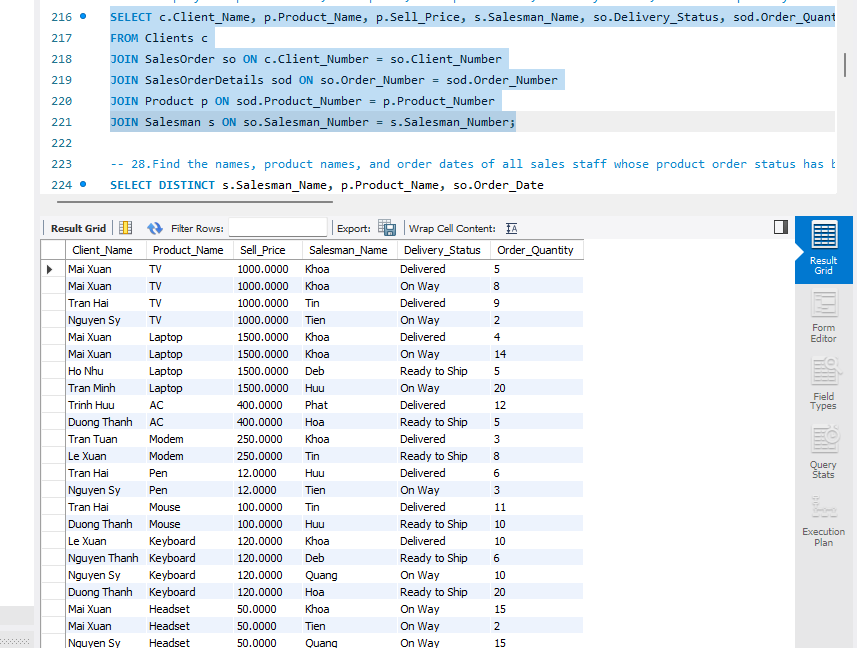 216 SELECT c.Client_Name, p.Product_Name, p.Sell_Price, s.Salesman_Name, so.Delivery_Status, sod.Order_Quant
217 FROM Clients c
218 JOIN SalesOrder so ON c.Client_Number = so.Client_Number
219 JOIN SalesOrderDetails sod ON so.Order_Number = sod.Order_Number
220 JOIN Product p ON sod.Product_Number = p.Product_Number
221 JOIN Salesman s ON so.Salesman_Number = s.Salesman_Number;
222
223 -- 28.Find the names, product names, and order dates of all sales staff whose product order status has b
224 SELECT DISTINCT s.Salesman_Name, p.Product_Name, so.Order_Date
Result Grid Filter Rows: Export: Wrap Cell Content: IA
Client_Name Product_Name Sell_Price Salesman_Name Delivery_Status Order_Quantity
Mai Xuan TV 1000.0000 Khoa Delivered 5
Mai Xuan TV 1000.0000 Khoa On Way 8
Tran Hai TV 1000.0000 Tin Delivered 9
Nguyen Sy TV 1000.0000 Tien On Way 2
Mai Xuan Laptop 1500.0000 Khoa Delivered 4
Mai Xuan Laptop 1500.0000 Khoa On Way 14
Ho Nhu Laptop 1500.0000 Deb Ready to Ship 5
Tran Minh Laptop 1500.0000 Huu On Way 20
Trinh Huu AC 400.0000 Phat Delivered 12
Duong Thanh AC 400.0000 Hoa Ready to Ship 5
Tran Tuan Modem 250.0000 Khoa Delivered 3
Le Xuan Modem 250.0000 Tin Ready to Ship 8
Tran Hai Pen 12.0000 Huu Delivered 6
Nguyen Sy Pen 12.0000 Tien On Way 3
Tran Hai Mouse 100.0000 Tin Delivered 11
Duong Thanh Mouse 100.0000 Huu Ready to Ship 10
Le Xuan Keyboard 120.0000 Khoa Delivered 10
Nguyen Thanh Keyboard 120.0000 Deb Ready to Ship 6
Nguyen Sy Keyboard 120.0000 Quang On Way 10
Duong Thanh Keyboard 120.0000 Hoa Ready to Ship 20
Mai Xuan Headset 50.0000 Khoa On Way 15
Mai Xuan Headset 50.0000 Tien On Way 2
Nguyen Sy Headset 50.0000 Quang On Way 15
Result
Grid
Form
Editor
Field
Types
Query
Stats
Execution
Plan